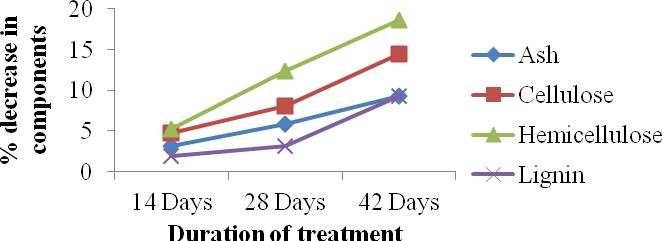 % decrease in
components
20
15
10
5
0
14 Days 28 Days 42 Days
Duration of treatment
Ash
Cellulose
Hemicellulose
Lignin